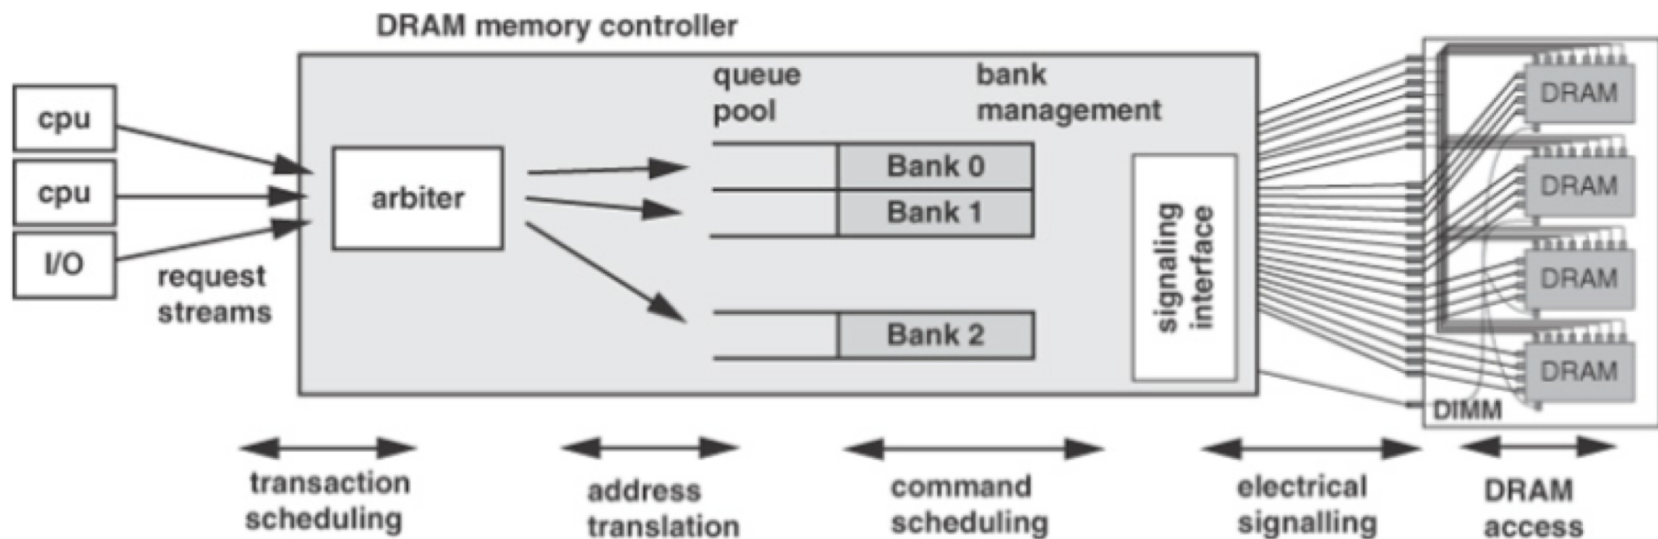 DRAM memory controller
queue
pool
bank
management
cpu
cpu
I/O
request
streams
arbiter
Bank 0
Bank 1
Bank 2
signaling
interface
DRAM
DRAM
DRAM
DRAM
DIMM
transaction
scheduling
address
translation
command
scheduling
electrical
signalling
DRAM
access